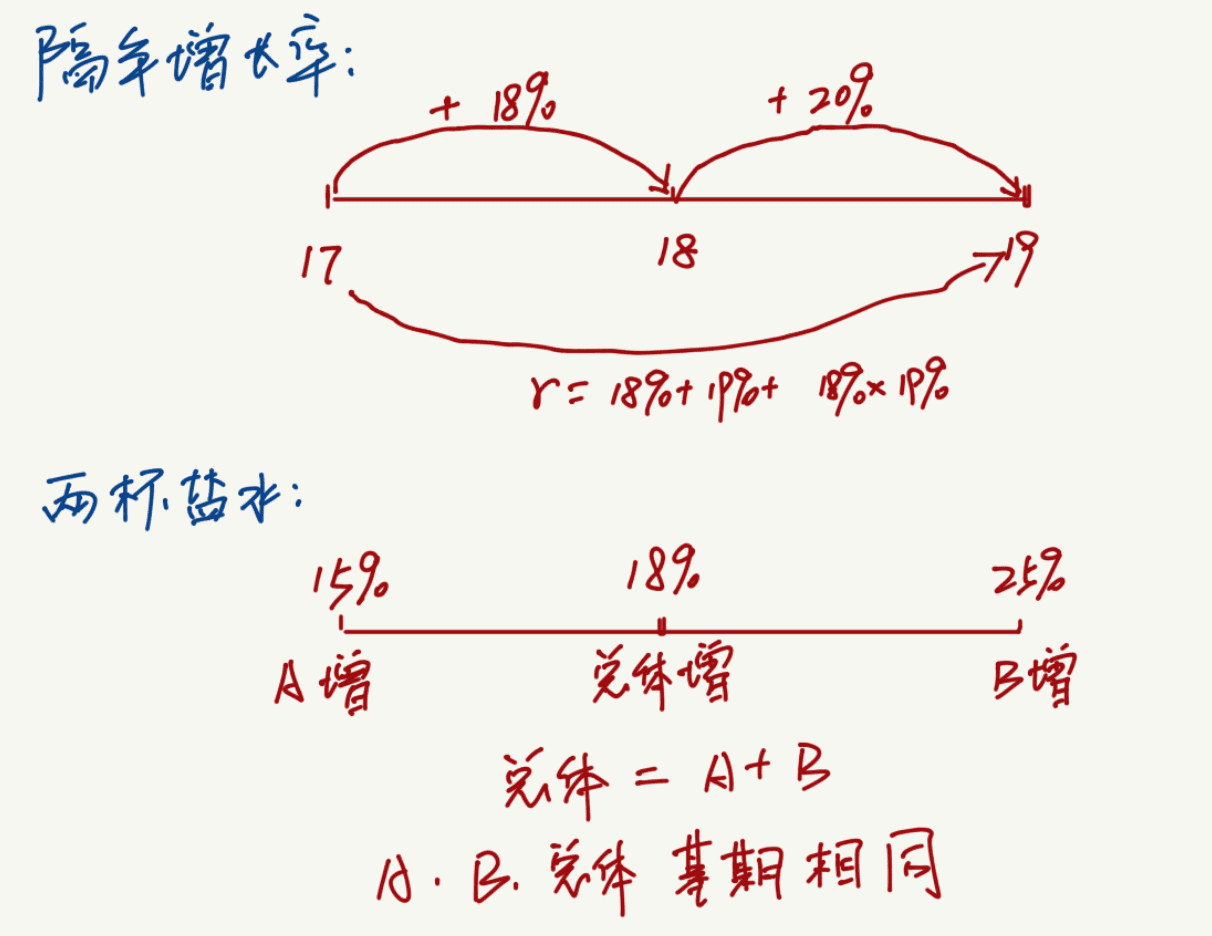 隔年增长率:
+ 18% + 20%
17 18 19
r = 18% + 19% + 18% × 19%
两杯盐水:
15% 18% 25%
A增 总体增 B增
总体 = A + B
A. B. 总体 基期相同